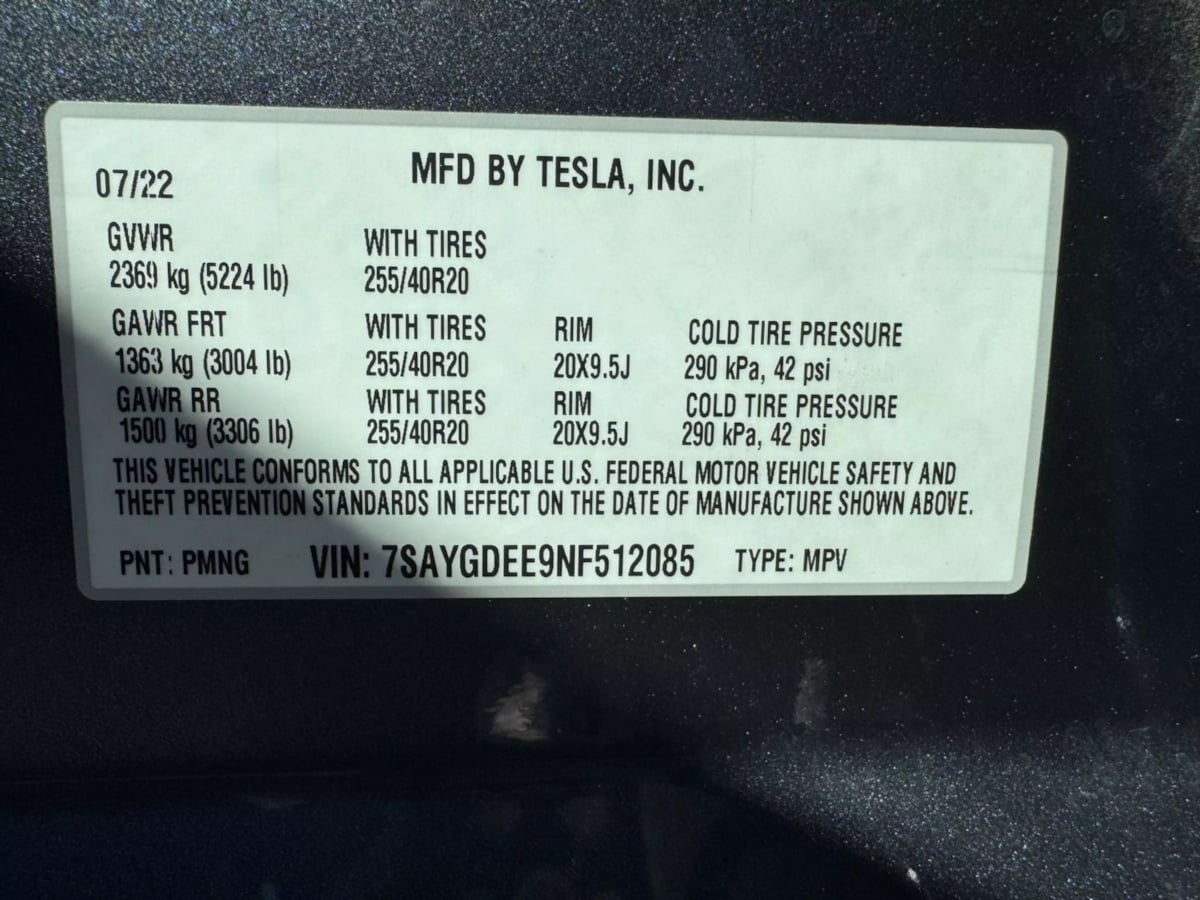 07/22 MFD BY TESLA, INC.
GVWR WITH TIRES
2369 kg (5224 lb) 255/40R20
GAWR FRT WITH TIRES RIM COLD TIRE PRESSURE
1363 kg (3004 lb) 255/40R20 20X9.5J 290 kPa, 42 psi
GAWR RR WITH TIRES RIM COLD TIRE PRESSURE
1500 kg (3306 lb) 255/40R20 20X9.5J 290 kPa, 42 psi
THIS VEHICLE CONFORMS TO ALL APPLICABLE U.S. FEDERAL MOTOR VEHICLE SAFETY AND
THEFT PREVENTION STANDARDS IN EFFECT ON THE DATE OF MANUFACTURE SHOWN ABOVE.
PNT: PMNG VIN: 7SAYGDEE9NF512085 TYPE: MPV